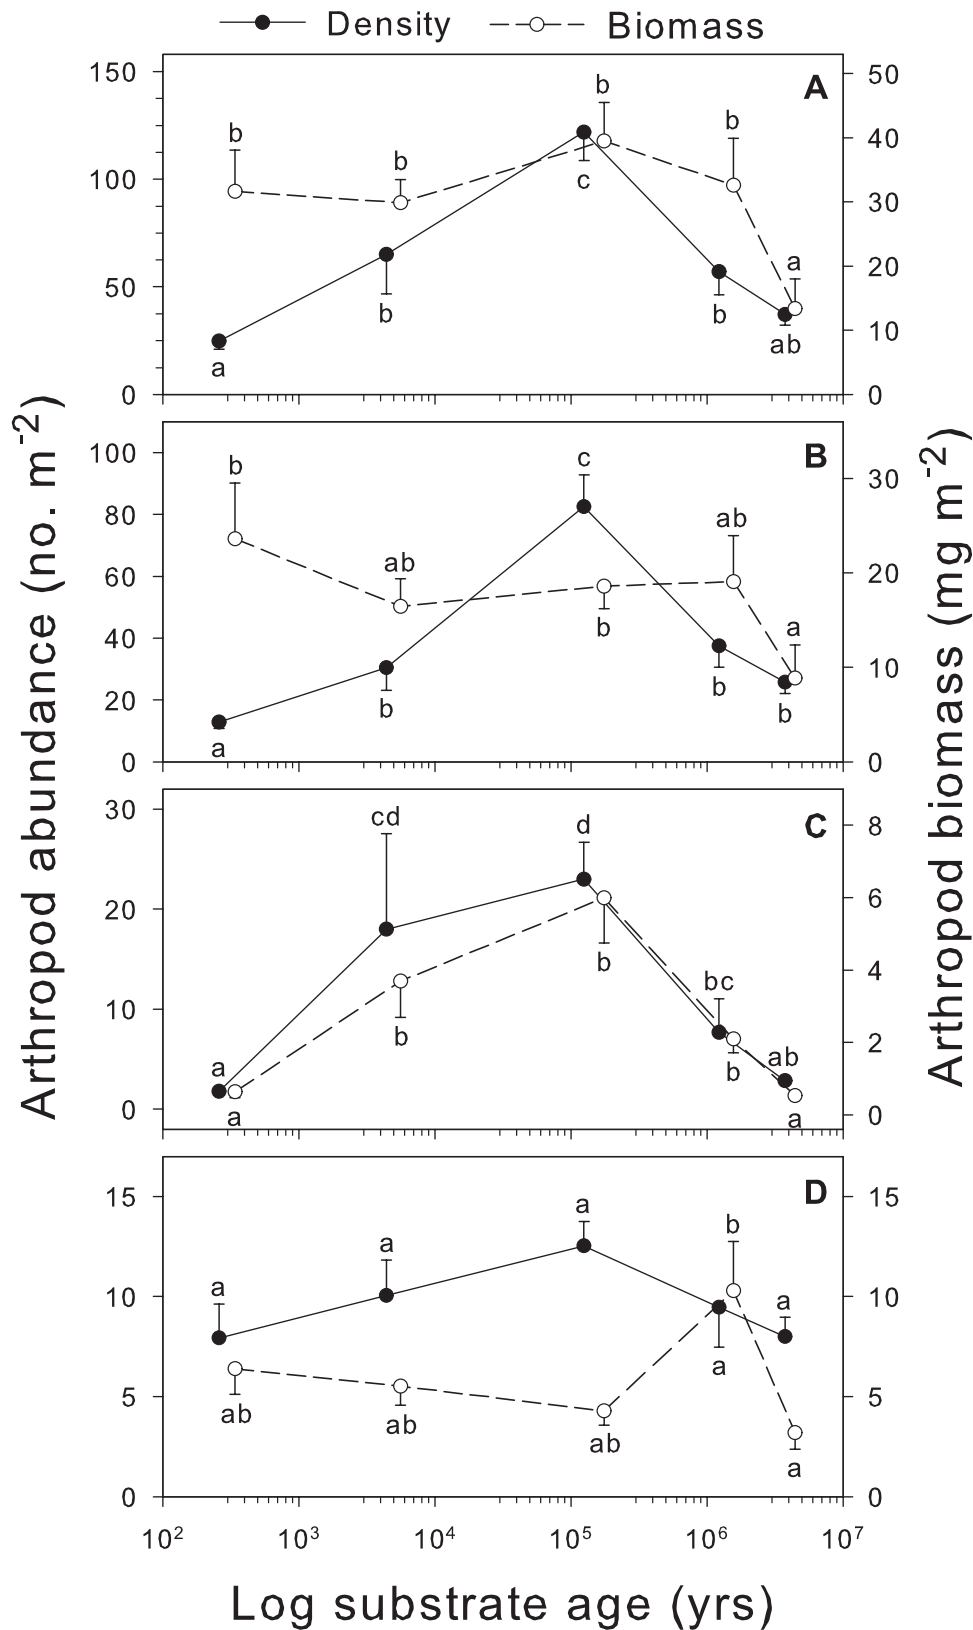 Density Biomass
A
150
100
50
0
50
40
30
20
10
0
b b b b a
a b c b ab
B
100
80
60
40
20
0
30
20
10
0
b ab c ab a
a b b b b
C
30
20
10
0
8
6
4
2
0
a cd d bc ab
a b b b a
D
15
10
5
0
15
10
5
0
a a a b a
ab ab ab a a
10² 10³ 10⁴ 10⁵ 10⁶ 10⁷
Log substrate age (yrs)
Arthropod abundance (no. m⁻²)
Arthropod biomass (mg m⁻²)